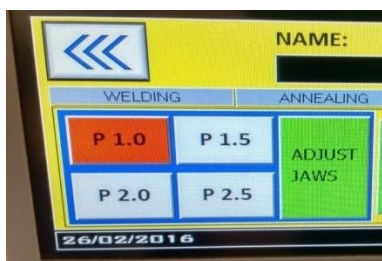 NAME:
WELDING ANNEALING
P 1.0 P 1.5
ADJUST
JAWS
P 2.0 P 2.5
26/02/2016